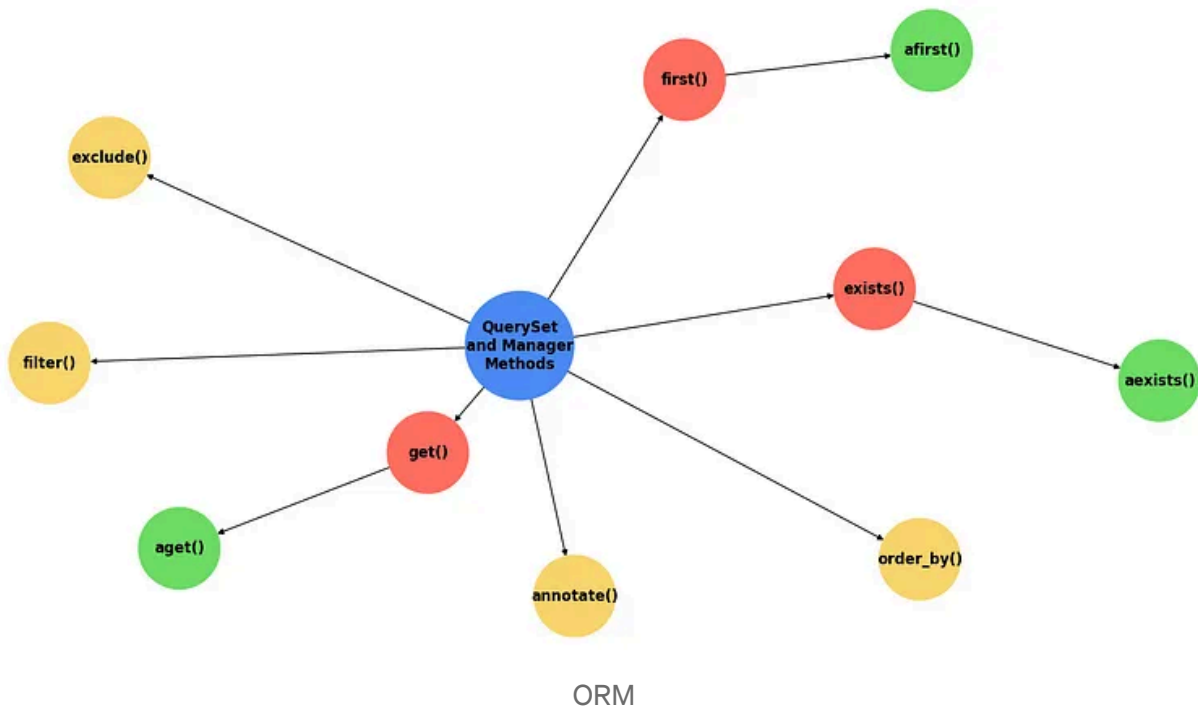 afirst()
first()
exclude()
exists()
QuerySet
and Manager
Methods
filter()
aexists()
get()
aget()
order_by()
annotate()
ORM